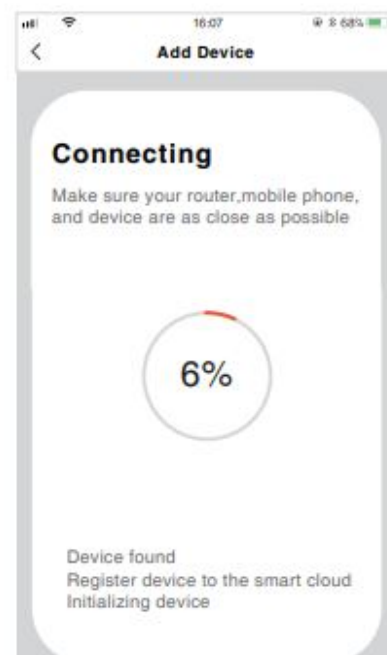 16:07 68%
Add Device
Connecting
Make sure your router,mobile phone,
and device are as close as possible
6%
Device found
Register device to the smart cloud
Initializing device